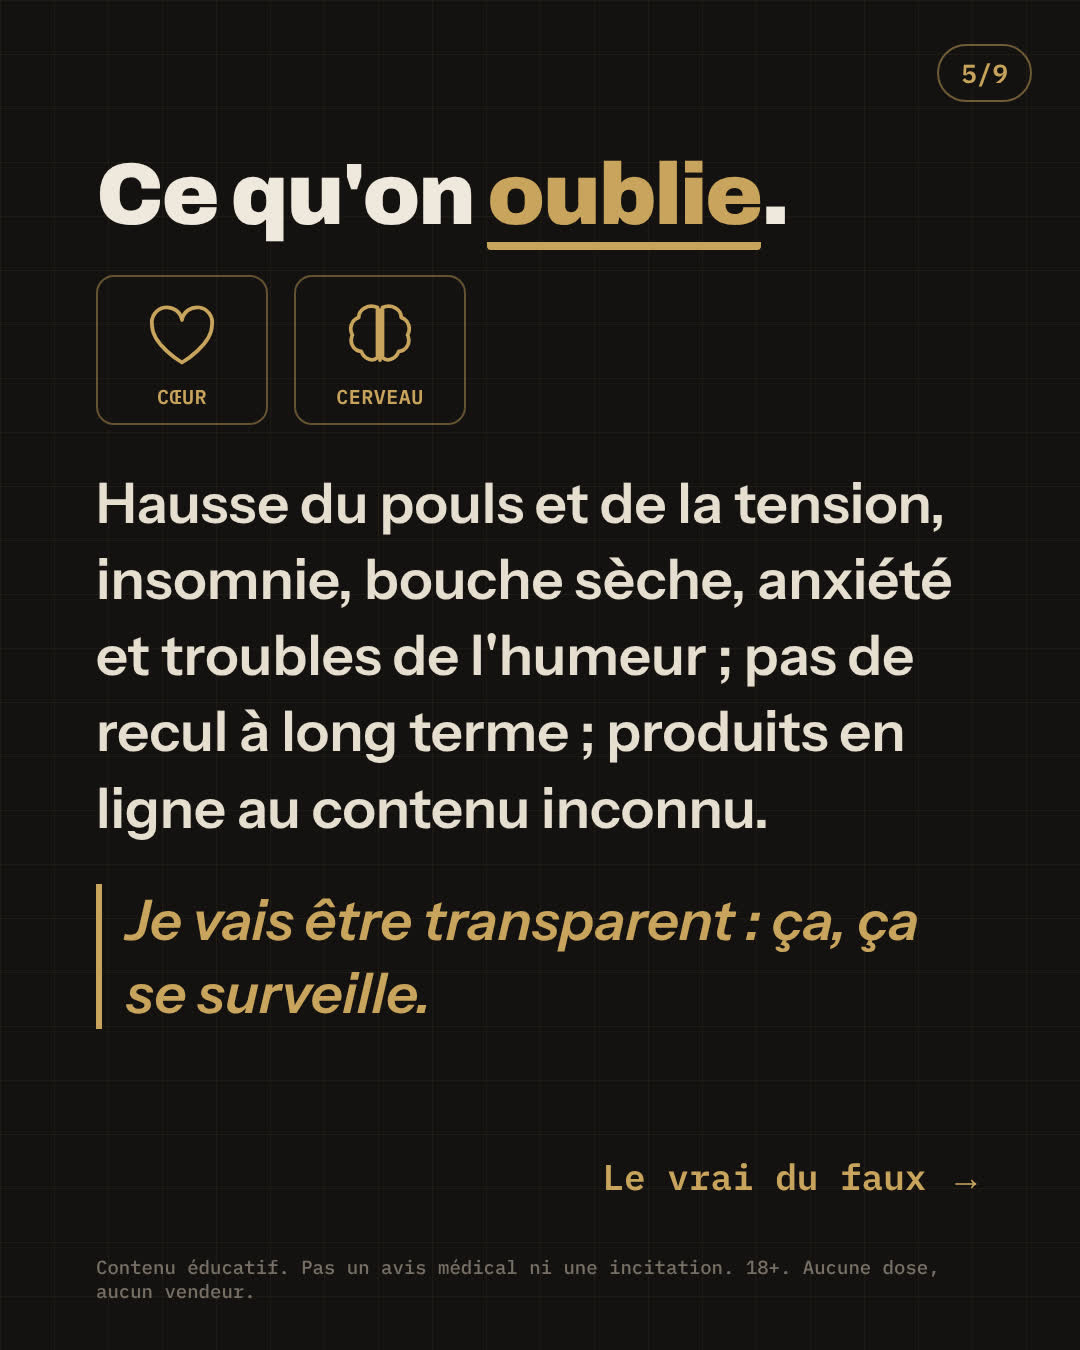 5/9
Ce qu'on oublie.
CŒUR
CERVEAU
Hausse du pouls et de la tension,
insomnie, bouche sèche, anxiété
et troubles de l'humeur ; pas de
recul à long terme ; produits en
ligne au contenu inconnu.
Je vais être transparent : ça, ça
se surveille.
Le vrai du faux →
Contenu éducatif. Pas un avis médical ni une incitation. 18+. Aucune dose,
aucun vendeur.